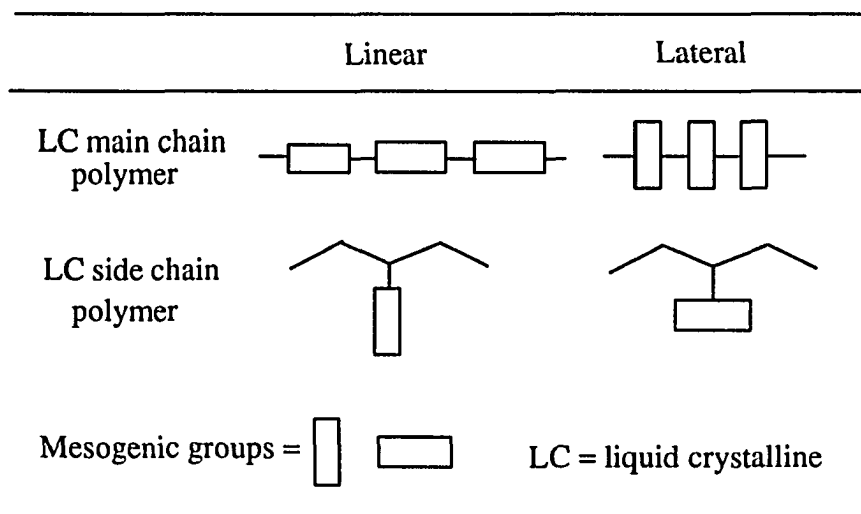 Linear Lateral
LC main chain
polymer
LC side chain
polymer
Mesogenic groups =
LC = liquid crystalline